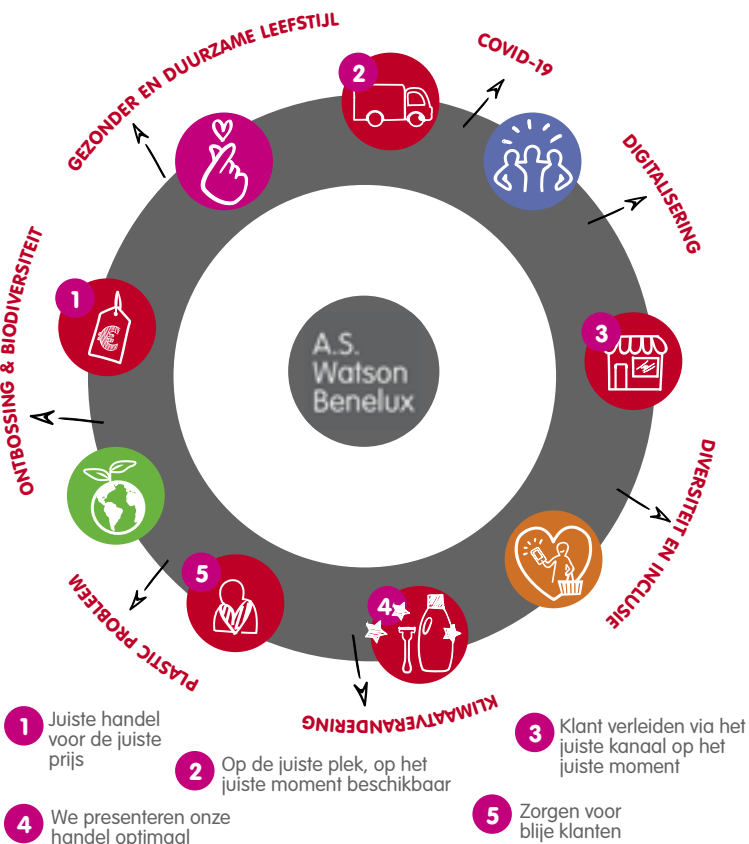 GEZONDER EN DUURZAME LEEFSTIJL
COVID-19
2
DIGITALISERING
1
3
ONTBOSSING & BIODIVERSITEIT
A.S.
Watson
Benelux
DIVERSITEIT EN INCLUSIE
5
4
PLASTIC PROBLEEM
KLIMAATVERANDERING
1 Juiste handel
voor de juiste
prijs
2 Op de juiste plek, op het
juiste moment beschikbaar
3 Klant verleiden via het
juiste kanaal op het
juiste moment
4 We presenteren onze
handel optimaal
5 Zorgen voor
blije klanten